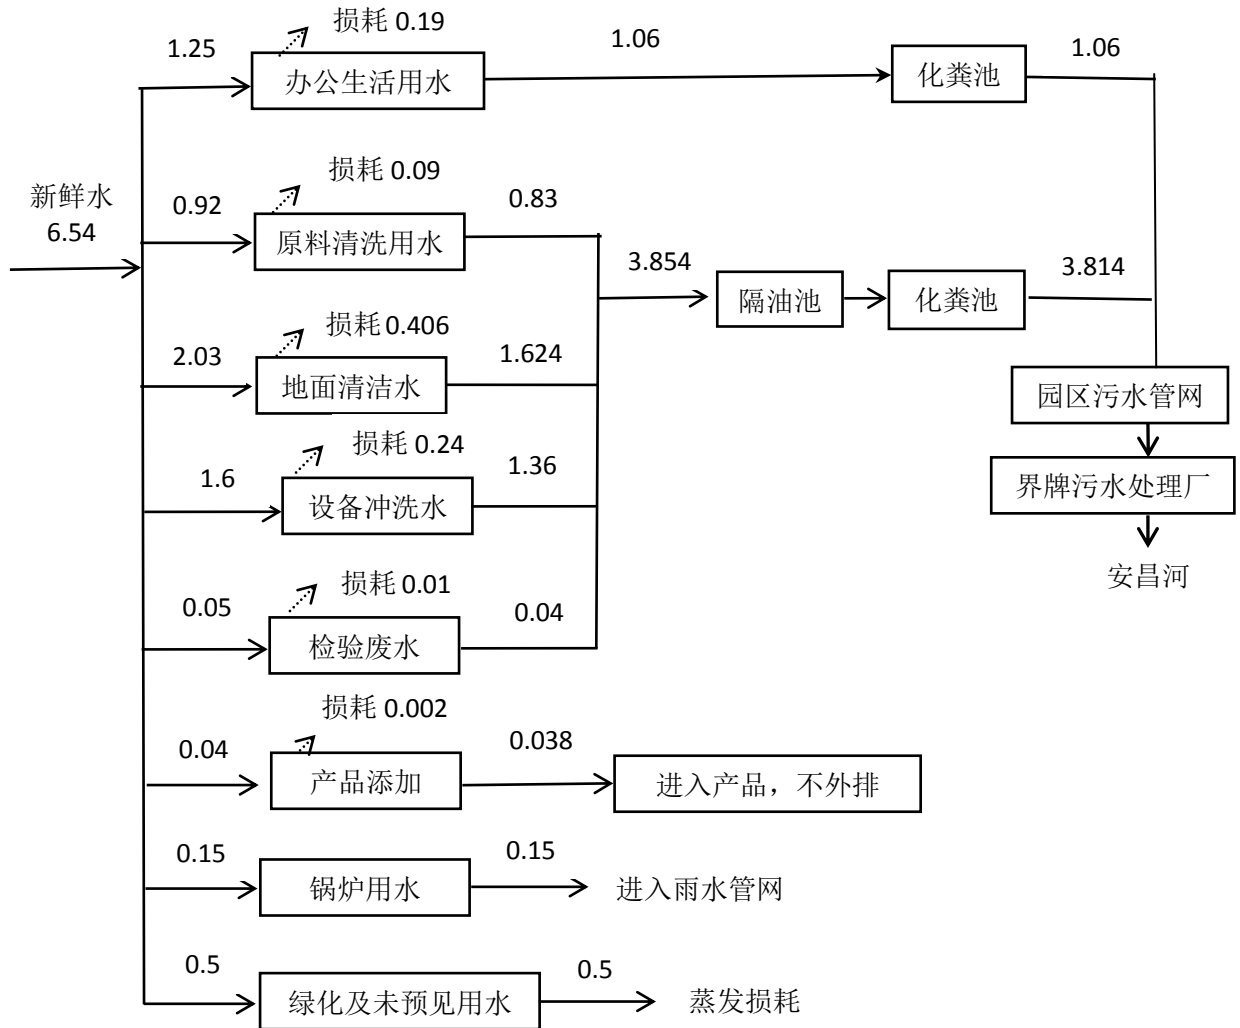 损耗 0.19
1.25
1.06
1.06
办公生活用水
化粪池
损耗 0.09
新鲜水
6.54
0.92
0.83
原料清洗用水
3.854
隔油池
化粪池
3.814
损耗 0.406
2.03
1.624
地面清洁水
园区污水管网
损耗 0.24
1.6
1.36
设备冲洗水
界牌污水处理厂
安昌河
损耗 0.01
0.05
0.04
检验废水
损耗 0.002
0.04
0.038
产品添加
进入产品，不外排
0.15
0.15
锅炉用水
进入雨水管网
0.5
0.5
绿化及未预见用水
蒸发损耗